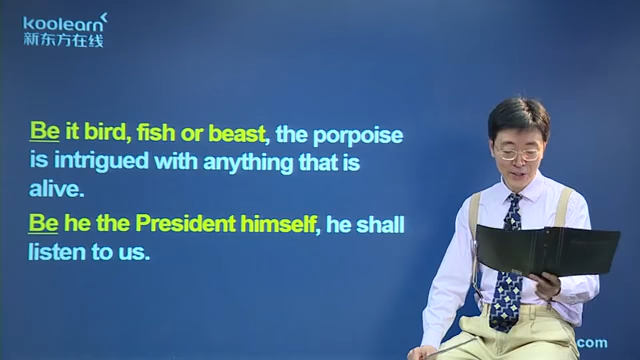 koolearn
新东方在线
Be it bird, fish or beast, the porpoise
is intrigued with anything that is
alive.
Be he the President himself, he shall
listen to us.
.com